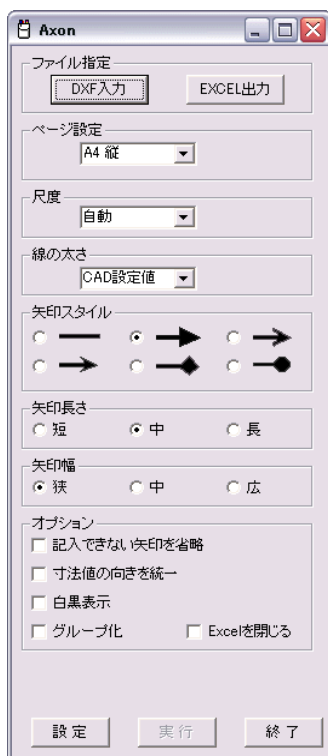 Axon
ファイル指定
DXF入力 EXCEL出力
ページ設定
A4 縦
尺度
自動
線の太さ
CAD設定値
矢印スタイル
矢印長さ
短 中 長
矢印幅
狭 中 広
オプション
記入できない矢印を省略
寸法値の向きを統一
白黒表示
グループ化 Excelを閉じる
設定 実行 終了